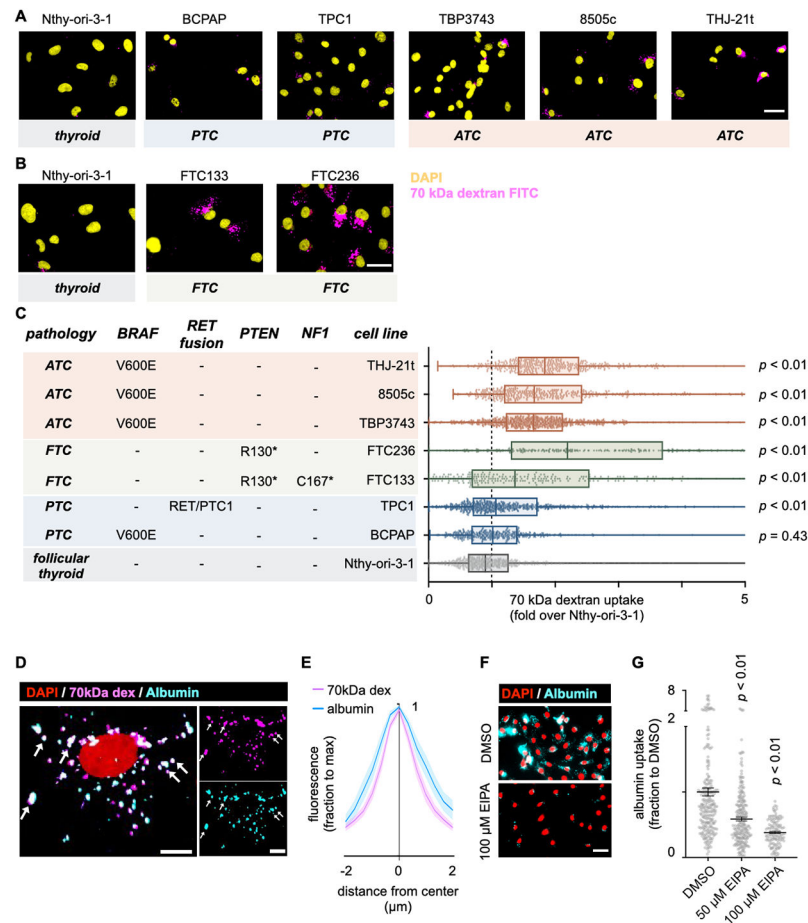 A
Nthy-ori-3-1 BCPAP TPC1 TBP3743 8505c THJ-21t
thyroid PTC PTC ATC ATC ATC
B
Nthy-ori-3-1 FTC133 FTC236
DAPI
70 kDa dextran FITC
thyroid FTC FTC
C
pathology BRAF RET fusion PTEN NF1 cell line
ATC V600E - - - THJ-21t p < 0.01
ATC V600E - - - 8505c p < 0.01
ATC V600E - - - TBP3743 p < 0.01
FTC - - R130* - FTC236 p < 0.01
FTC - - R130* C167* FTC133 p < 0.01
PTC - RET/PTC1 - - TPC1 p < 0.01
PTC V600E - - - BCPAP p = 0.43
follicular thyroid - - - - Nthy-ori-3-1
0 5
70 kDa dextran uptake
(fold over Nthy-ori-3-1)
D
DAPI / 70kDa dex / Albumin
E
70kDa dex
albumin
1
fluorescence
(fraction to max)
-2 0 2
distance from center
(µm)
F
DAPI / Albumin
DMSO
100 µM EIPA
G
p < 0.01
p < 0.01
albumin uptake
(fraction to DMSO)
8
2
1
0
DMSO
50 µM EIPA
100 µM EIPA